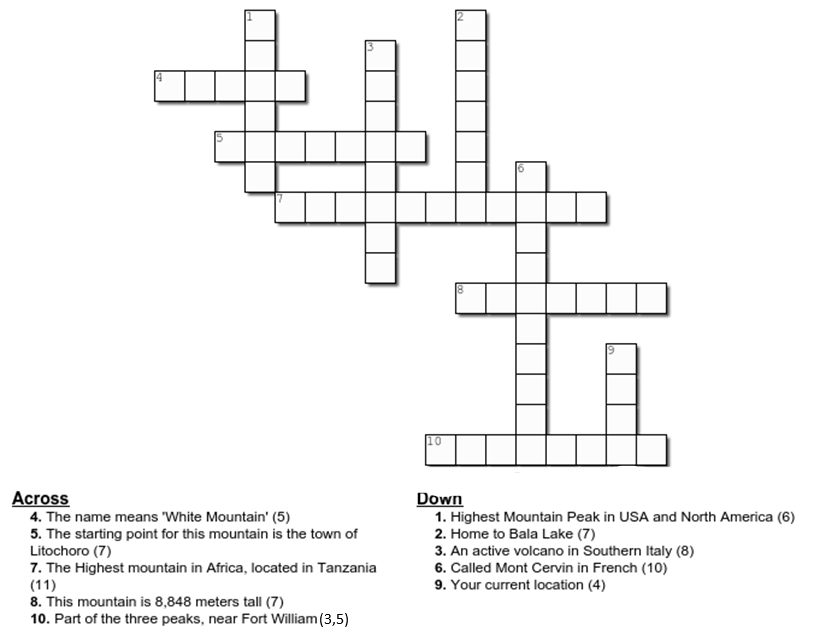 1
2
3
4
5
6
7
8
9
10
Across
4. The name means 'White Mountain' (5)
5. The starting point for this mountain is the town of
Litochoro (7)
7. The Highest mountain in Africa, located in Tanzania
(11)
8. This mountain is 8,848 meters tall (7)
10. Part of the three peaks, near Fort William(3,5)
Down
1. Highest Mountain Peak in USA and North America (6)
2. Home to Bala Lake (7)
3. An active volcano in Southern Italy (8)
6. Called Mont Cervin in French (10)
9. Your current location (4)